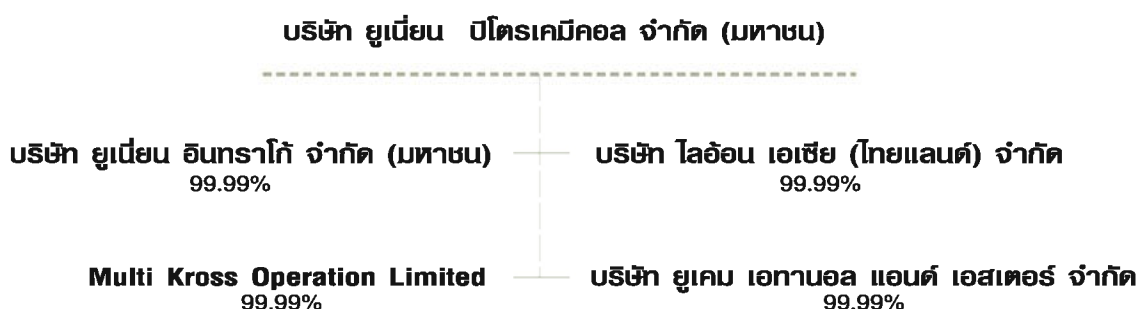 บริษัท ยูเนี่ยน ปิโตรเคมีคอล จำกัด (มหาชน)
บริษัท ยูเนี่ยน อินทราโก้ จำกัด (มหาชน)
99.99%
บริษัท ไลอ้อน เอเซีย (ไทยแลนด์) จำกัด
99.99%
Multi Kross Operation Limited
99.99%
บริษัท ยูเคม เอทานอล แอนด์ เอสเตอร์ จำกัด
99.99%